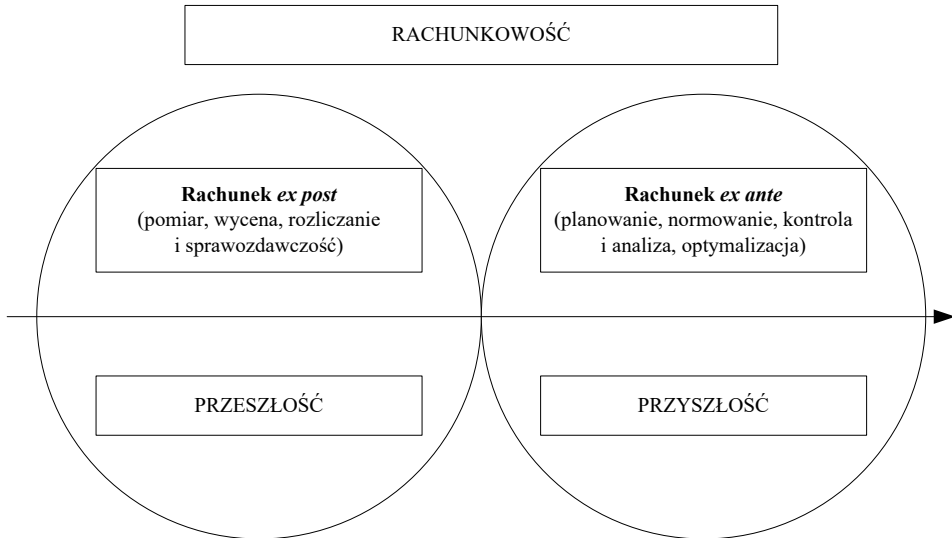 RACHUNKOWOŚĆ
Rachunek ex post
(pomiar, wycena, rozliczanie
i sprawozdawczość)
Rachunek ex ante
(planowanie, normowanie, kontrola
i analiza, optymalizacja)
PRZESZŁOŚĆ
PRZYSZŁOŚĆ